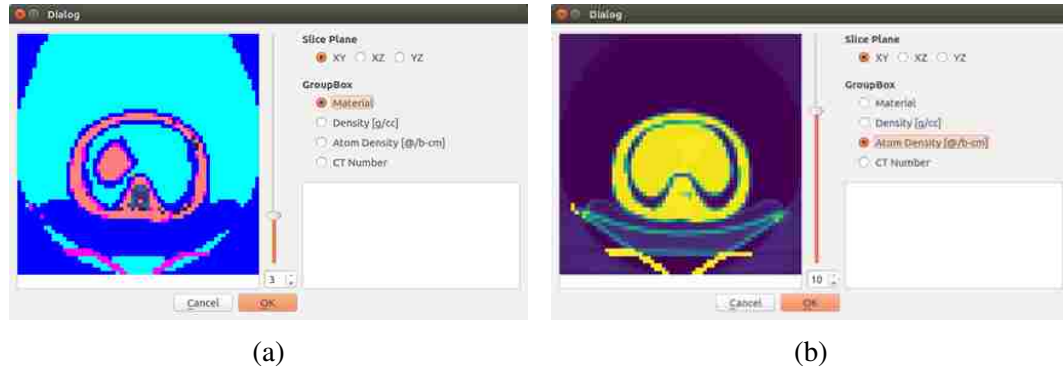 Dialog
Slice Plane
XY XZ YZ
GroupBox
Material
Density [g/cc]
Atom Density [@/b-cm]
CT Number
3
Cancel OK
(a)
Dialog
Slice Plane
XY XZ YZ
GroupBox
Material
Density [g/cc]
Atom Density [@/b-cm]
CT Number
10
Cancel OK
(b)